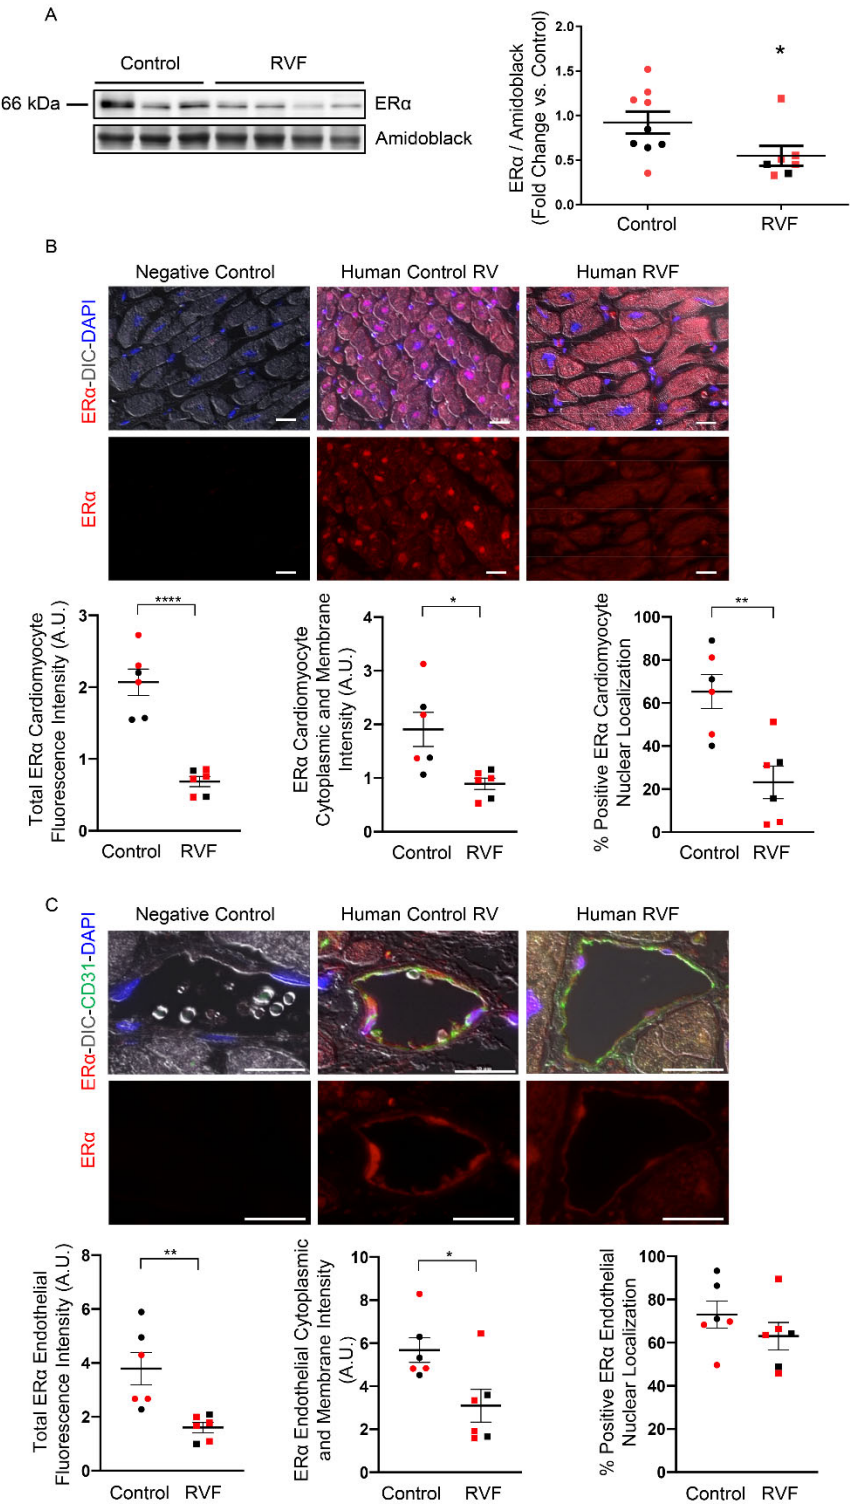 A
Control
RVF
66 kDa
ERα
Amidoblack
ERα / Amidoblack
(Fold Change vs. Control)
2.0
1.5
1.0
0.5
0.0
*
Control
RVF
B
Negative Control
Human Control RV
Human RVF
ERα-DIC-DAPI
ERα
Total ERα Cardiomyocyte
Fluorescence Intensity (A.U.)
3
2
1
0
****
Control
RVF
ERα Cardiomyocyte
Cytoplasmic and Membrane
Intensity (A.U.)
4
3
2
1
0
*
Control
RVF
% Positive ERα Cardiomyocyte
Nuclear Localization
100
80
60
40
20
0
**
Control
RVF
C
Negative Control
Human Control RV
Human RVF
ERα-DIC-CD31-DAPI
ERα
Total ERα Endothelial
Fluorescence Intensity (A.U.)
8
6
4
2
0
**
Control
RVF
ERα Endothelial Cytoplasmic
and Membrane Intensity
(A.U.)
10
8
6
4
2
0
*
Control
RVF
% Positive ERα Endothelial
Nuclear Localization
100
80
60
40
20
0
Control
RVF